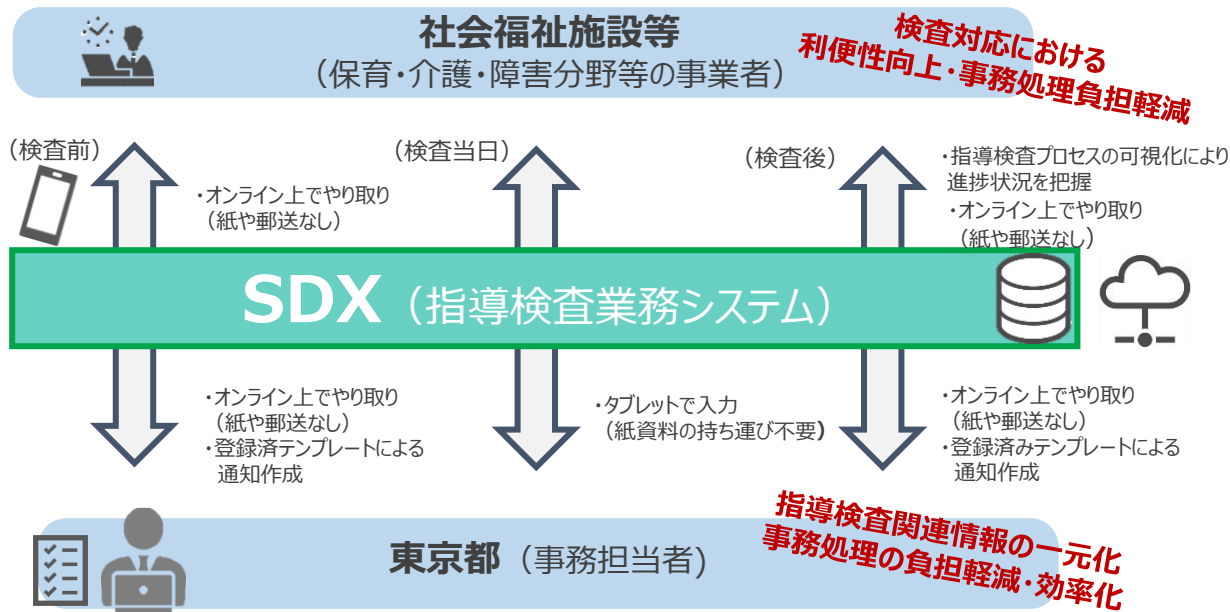 社会福祉施設等
（保育・介護・障害分野等の事業者）
検査対応における
利便性向上・事務処理負担軽減
（検査前）
・オンライン上でやり取り
（紙や郵送なし）
（検査当日）
（検査後）
・指導検査プロセスの可視化により
進捗状況を把握
・オンライン上でやり取り
（紙や郵送なし）
SDX（指導検査業務システム）
・オンライン上でやり取り
（紙や郵送なし）
・登録済テンプレートによる
通知作成
・タブレットで入力
（紙資料の持ち運び不要）
・オンライン上でやり取り
（紙や郵送なし）
・登録済みテンプレートによる
通知作成
東京都（事務担当者)
指導検査関連情報の一元化
事務処理の負担軽減・効率化